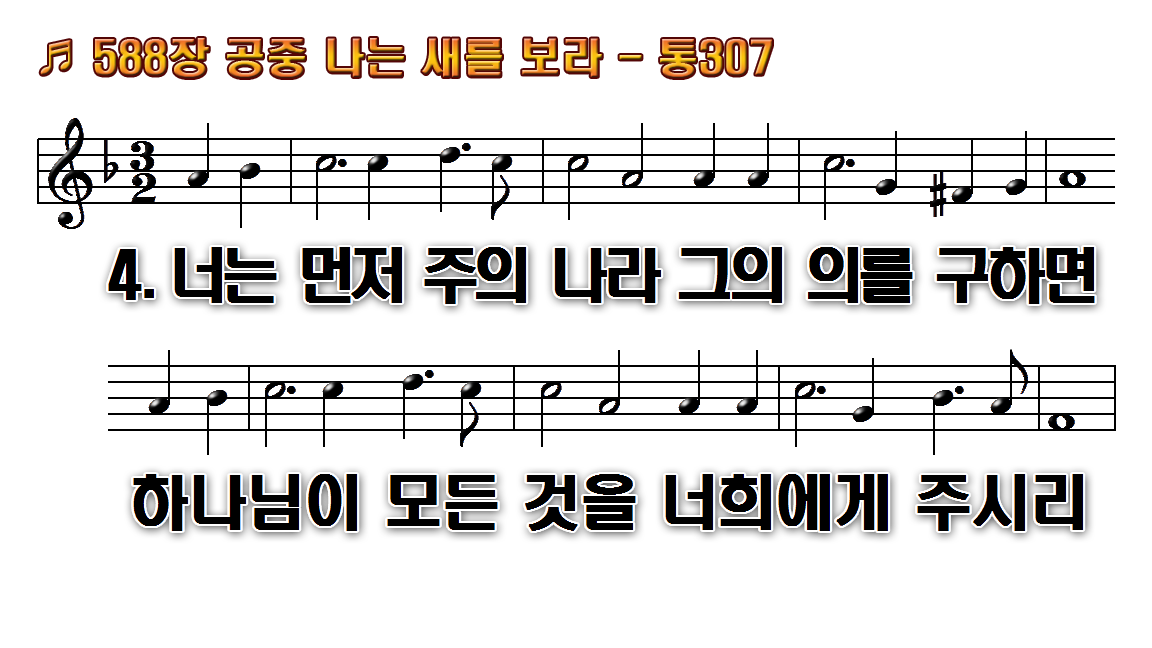 588장 공중 나는 새를 보라 - 통307
3
2
4. 너는 먼저 주의 나라 그의 의를 구하면
하나님이 모든 것을 너희에게 주시리